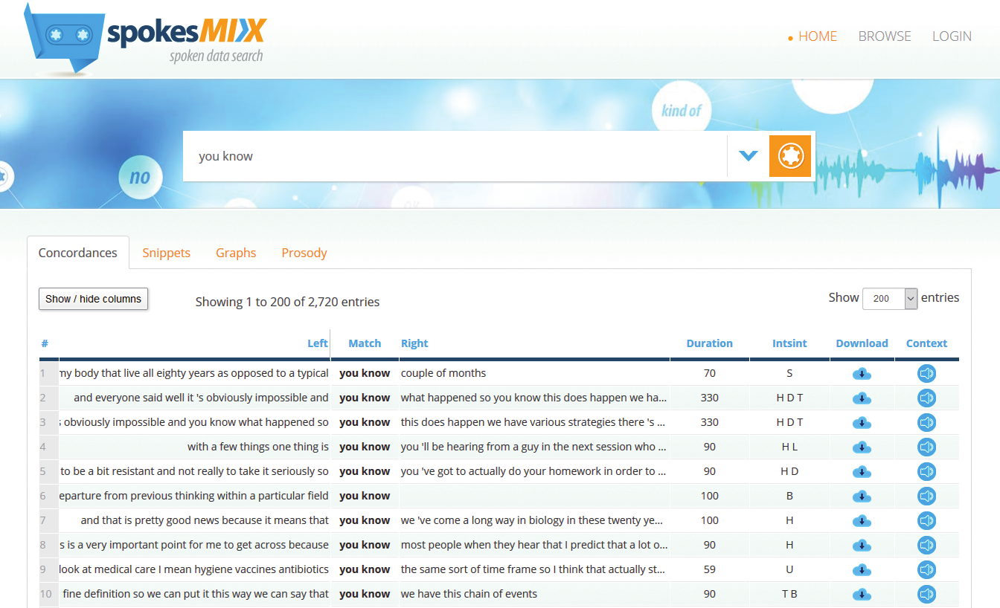 spokesMIX
spoken data search
HOME BROWSE LOGIN
kind of
you know
no
OK
Concordances Snippets Graphs Prosody
Show / hide columns Showing 1 to 200 of 2,720 entries Show 200 entries
# Left Match Right Duration Intsint Download Context
1 my body that live all eighty years as opposed to a typical you know couple of months 70 S
2 and everyone said well it 's obviously impossible and you know what happened so you know this does happen we ha... 330 H D T
3 obviously impossible and you know what happened so you know this does happen we have various strategies there 's ... 330 H D T
4 with a few things one thing is you know you 'll be hearing from a guy in the next session who ... 90 H L
5 to be a bit resistant and not really to take it seriously so you know you 've got to actually do your homework in order to ... 90 H D
6 eparture from previous thinking within a particular field you know 100 B
7 and that is pretty good news because it means that you know we 've come a long way in biology in these twenty ye... 100 H
8 s is a very important point for me to get across because you know most people when they hear that I predict that a lot o... 90 H
9 look at medical care I mean hygiene vaccines antibiotics you know the same sort of time frame so I think that actually st... 59 U
10 fine definition so we can put it this way we can say that you know we have this chain of events 90 T B